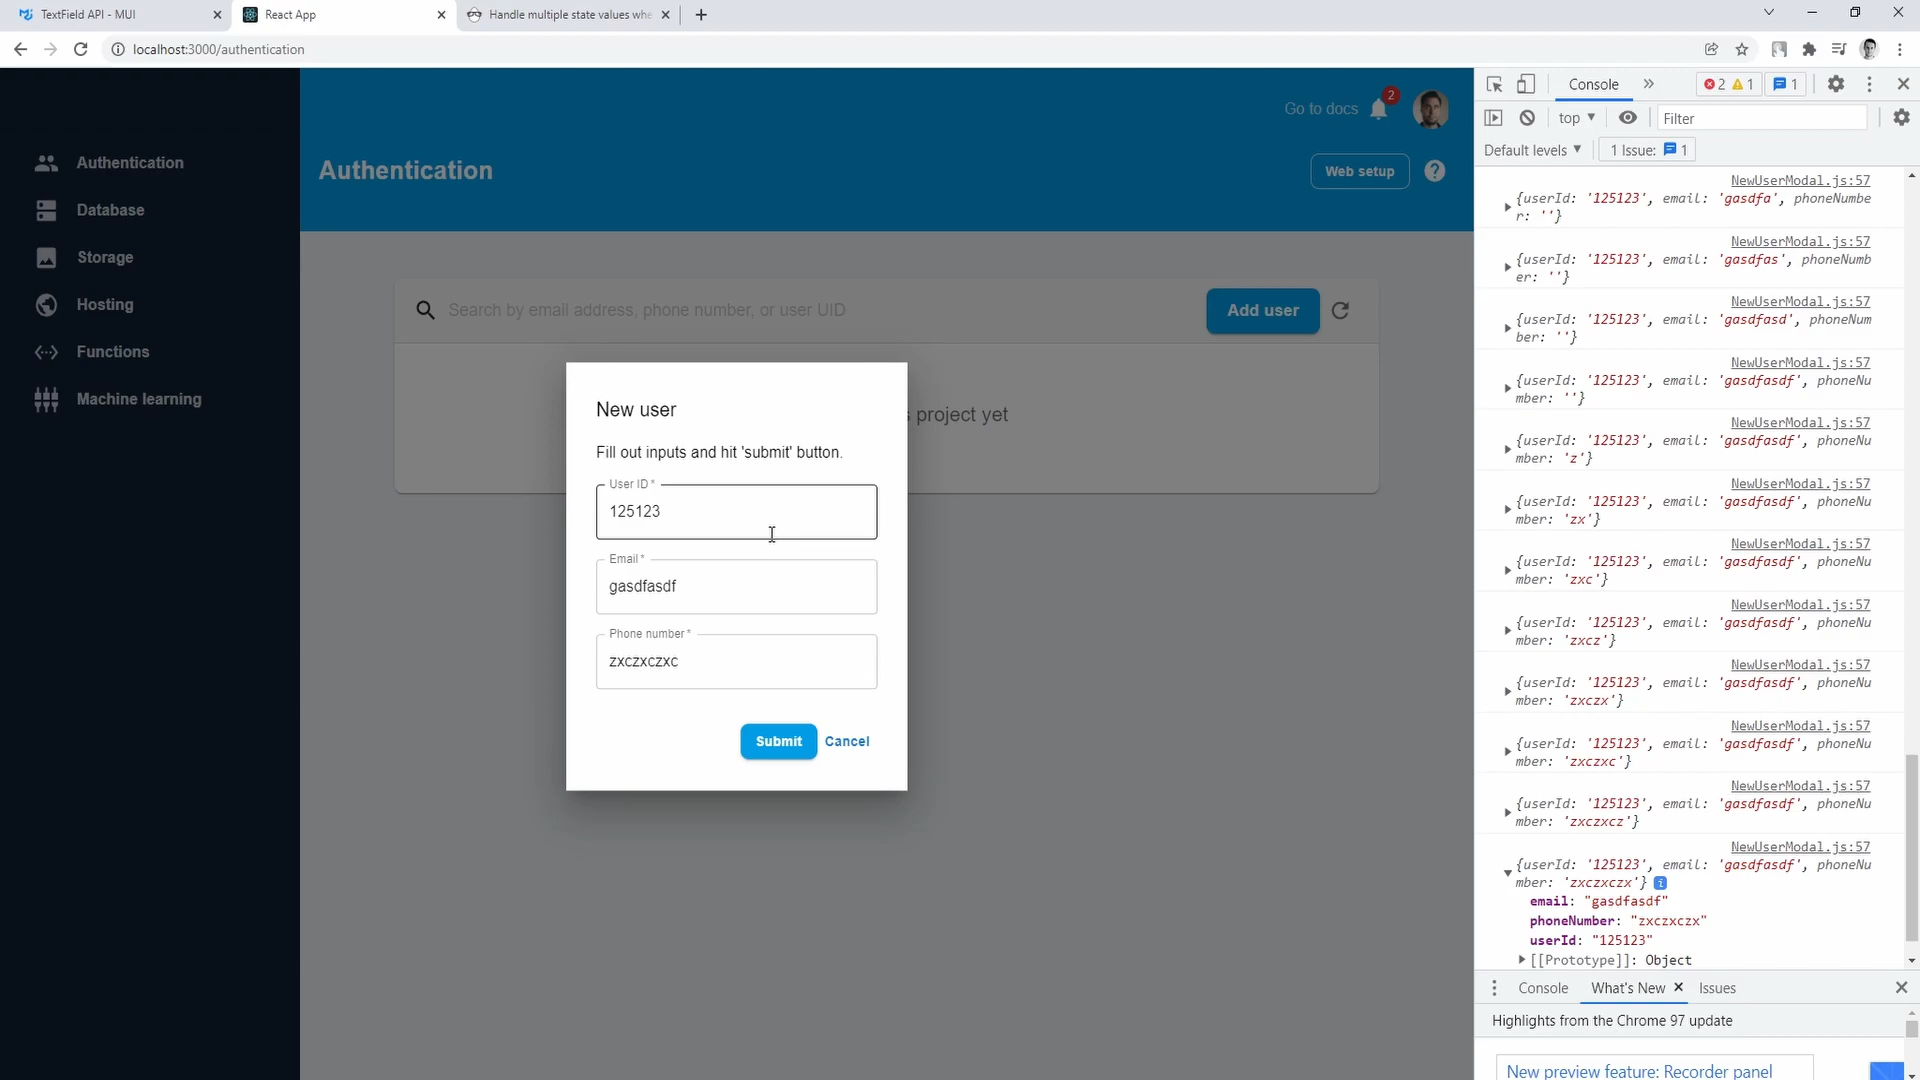 TextField API - MUI
React App
Handle multiple state values whe
localhost:3000/authentication
Authentication
Database
Storage
Hosting
Functions
Machine learning
Go to docs
2
Authentication
Web setup
?
Search by email address, phone number, or user UID
Add user
s project yet
New user
Fill out inputs and hit 'submit' button.
User ID *
125123
Email *
gasdfasdf
Phone number *
zxczxczxc
Submit
Cancel
Console
2
1
1
top
Filter
Default levels
1 Issue:
1
NewUserModal.js:57
{userId: '125123', email: 'gasdfa', phoneNumbe
r: ''}
NewUserModal.js:57
{userId: '125123', email: 'gasdfas', phoneNumb
er: ''}
NewUserModal.js:57
{userId: '125123', email: 'gasdfasd', phoneNum
ber: ''}
NewUserModal.js:57
{userId: '125123', email: 'gasdfasdf', phoneNu
mber: ''}
NewUserModal.js:57
{userId: '125123', email: 'gasdfasdf', phoneNu
mber: 'z'}
NewUserModal.js:57
{userId: '125123', email: 'gasdfasdf', phoneNu
mber: 'zx'}
NewUserModal.js:57
{userId: '125123', email: 'gasdfasdf', phoneNu
mber: 'zxc'}
NewUserModal.js:57
{userId: '125123', email: 'gasdfasdf', phoneNu
mber: 'zxcz'}
NewUserModal.js:57
{userId: '125123', email: 'gasdfasdf', phoneNu
mber: 'zxczx'}
NewUserModal.js:57
{userId: '125123', email: 'gasdfasdf', phoneNu
mber: 'zxczxc'}
NewUserModal.js:57
{userId: '125123', email: 'gasdfasdf', phoneNu
mber: 'zxczxcz'}
NewUserModal.js:57
{userId: '125123', email: 'gasdfasdf', phoneNu
mber: 'zxczxczx'}
email: "gasdfasdf"
phoneNumber: "zxczxczx"
userId: "125123"
[[Prototype]]: Object
Console
What's New
Issues
Highlights from the Chrome 97 update
New preview feature: Recorder panel